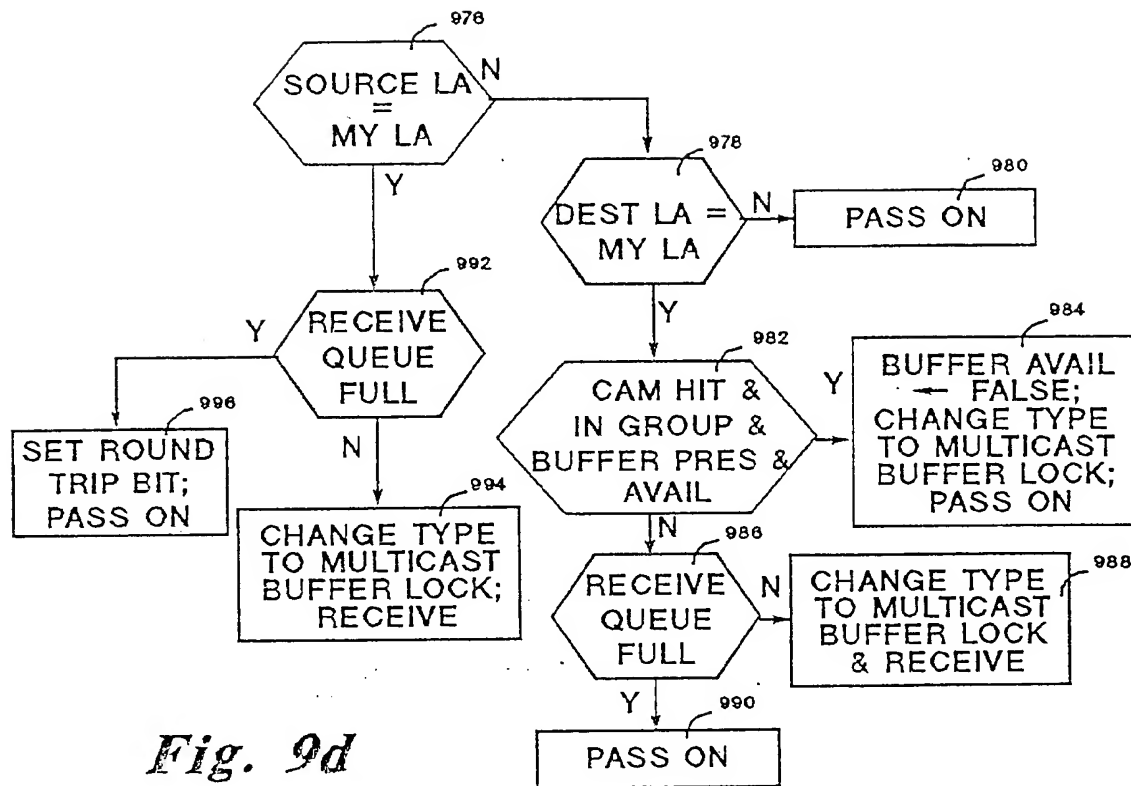 978
SOURCE LA
=
MY LA
N
Y
978
DEST LA =
MY LA
N
980
PASS ON
Y
992
RECEIVE
QUEUE
FULL
Y
N
996
SET ROUND
TRIP BIT;
PASS ON
994
CHANGE TYPE
TO MULTICAST
BUFFER LOCK;
RECEIVE
982
CAM HIT &
IN GROUP &
BUFFER PRES &
AVAIL
Y
984
BUFFER AVAIL
← FALSE;
CHANGE TYPE
TO MULTICAST
BUFFER LOCK;
PASS ON
N
986
RECEIVE
QUEUE
FULL
N
988
CHANGE TYPE
TO MULTICAST
BUFFER LOCK
& RECEIVE
Y
990
PASS ON
Fig. 9d